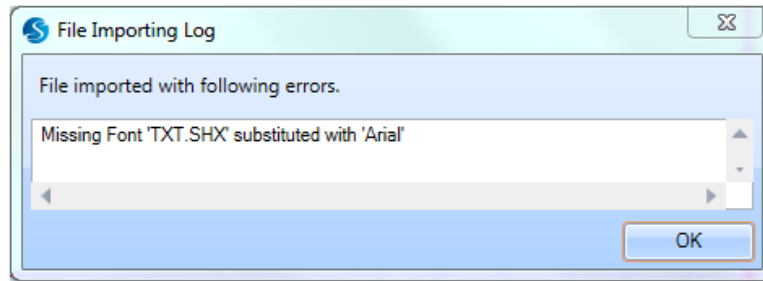 File Importing Log
File imported with following errors.
Missing Font 'TXT.SHX' substituted with 'Arial'
OK